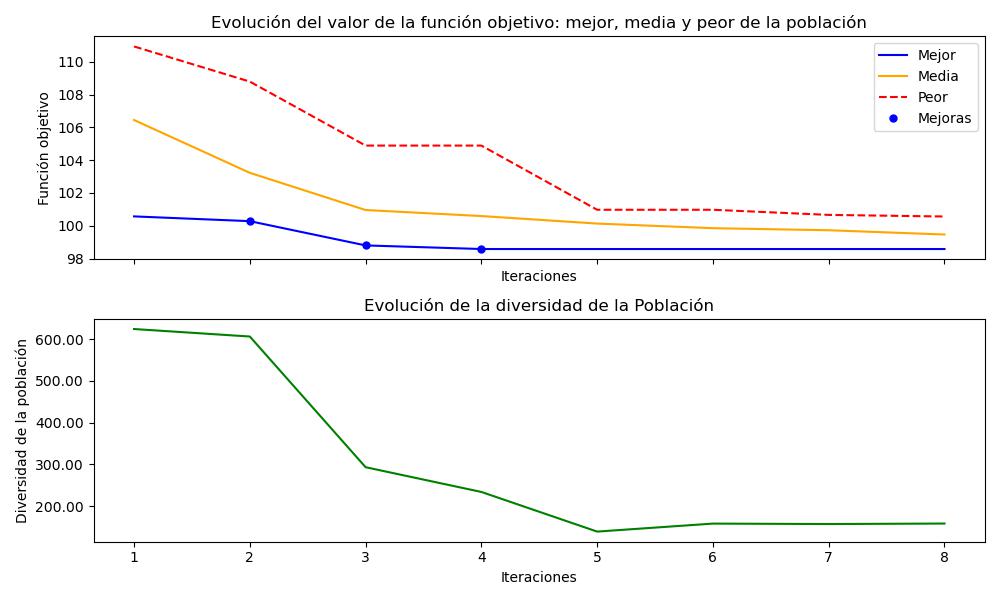 Evolución del valor de la función objetivo: mejor, media y peor de la población
Función objetivo
110
108
106
104
102
100
98
Mejor
Media
Peor
Mejoras
Iteraciones
Evolución de la diversidad de la Población
Diversidad de la población
600.00
500.00
400.00
300.00
200.00
1 2 3 4 5 6 7 8
Iteraciones